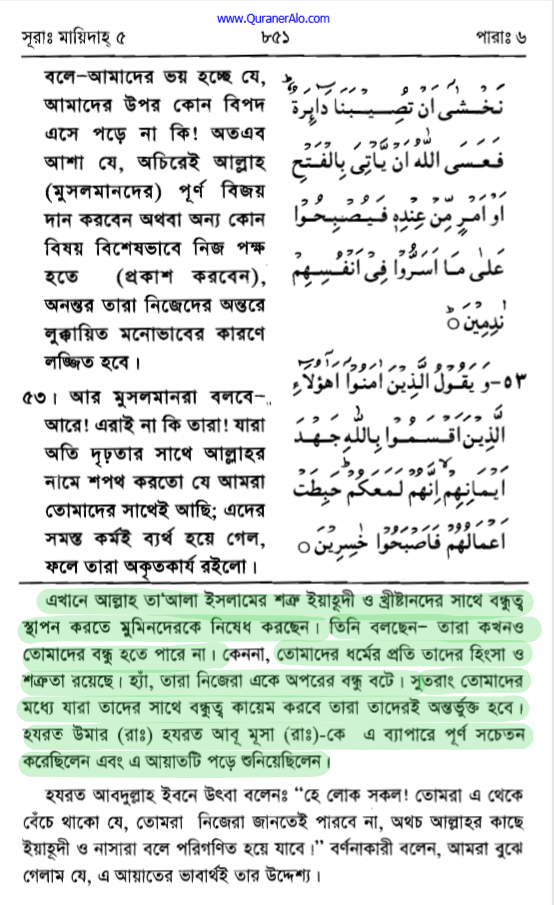 www.QuranerAlo.com
সূরাঃ মায়িদাহ্ ৫ ৮৫১ পারাঃ ৬
বলে-আমাদের ভয় হচ্ছে যে,
আমাদের উপর কোন বিপদ
এসে পড়ে না কি! অতএব
আশা যে, অচিরেই আল্লাহ
(মুসলমানদের) পূর্ণ বিজয়
দান করবেন অথবা অন্য কোন
বিষয় বিশেষভাবে নিজ পক্ষ
হতে (প্রকাশ করবেন),
অনন্তর তারা নিজেদের অন্তরে
লুক্কায়িত মনোভাবের কারণে
লজ্জিত হবে।
৫৩। আর মুসলমানরা বলবে-
আরে! এরাই না কি তারা! যারা
অতি দৃঢ়তার সাথে আল্লাহর
নামে শপথ করতো যে আমরা
তোমাদের সাথেই আছি; এদের
সমস্ত কর্মই ব্যর্থ হয়ে গেল,
ফলে তারা অকৃতকার্য রইলো।
نَخْشٰٓى اَنْ تُصِيْبَنَا دَآىِٕرَةٌ ؕ
فَعَسَى اللّٰهُ اَنْ يَّاْتِىَ بِالْفَتْحِ
اَوْ اَمْرٍ مِّنْ عِنْدِهٖ فَيُصْبِحُوْا
عَلٰى مَاۤ اَسَرُّوْا فِىْۤ اَنْفُسِهِمْ
نٰدِمِيْنَ ؕ○
٥٣- وَ يَقُوْلُ الَّذِيْنَ اٰمَنُوْۤا اَهٰۤؤُلَآءِ
الَّذِيْنَ اَقْسَمُوْا بِاللّٰهِ جَهْدَ
اَيْمَانِهِمْ ۙ اِنَّهُمْ لَمَعَكُمْ ؕ حَبِطَتْ
اَعْمَالُهُمْ فَاَصْبَحُوْا خٰسِرِيْنَ ○
এখানে আল্লাহ তা'আলা ইসলামের শত্রু ইয়াহূদী ও খ্রীষ্টানদের সাথে বন্ধুত্ব
স্থাপন করতে মুমিনদেরকে নিষেধ করছেন। তিনি বলছেন- তারা কখনও
তোমাদের বন্ধু হতে পারে না। কেননা, তোমাদের ধর্মের প্রতি তাদের হিংসা ও
শত্রুতা রয়েছে। হ্যাঁ, তারা নিজেরা একে অপরের বন্ধু বটে। সুতরাং তোমাদের
মধ্যে যারা তাদের সাথে বন্ধুত্ব কায়েম করবে তারা তাদেরই অন্তর্ভুক্ত হবে।
হযরত উমার (রাঃ) হযরত আবূ মূসা (রাঃ)-কে এ ব্যাপারে পূর্ণ সচেতন
করেছিলেন এবং এ আয়াতটি পড়ে শুনিয়েছিলেন।
হযরত আবদুল্লাহ ইবনে উৎবা বলেনঃ “হে লোক সকল! তোমরা এ থেকে
বেঁচে থাকো যে, তোমরা নিজেরা জানতেই পারবে না, অথচ আল্লাহর কাছে
ইয়াহূদী ও নাসারা বলে পরিগণিত হয়ে যাবে।” বর্ণনাকারী বলেন, আমরা বুঝে
গেলাম যে, এ আয়াতের ভাবার্থই তার উদ্দেশ্য।